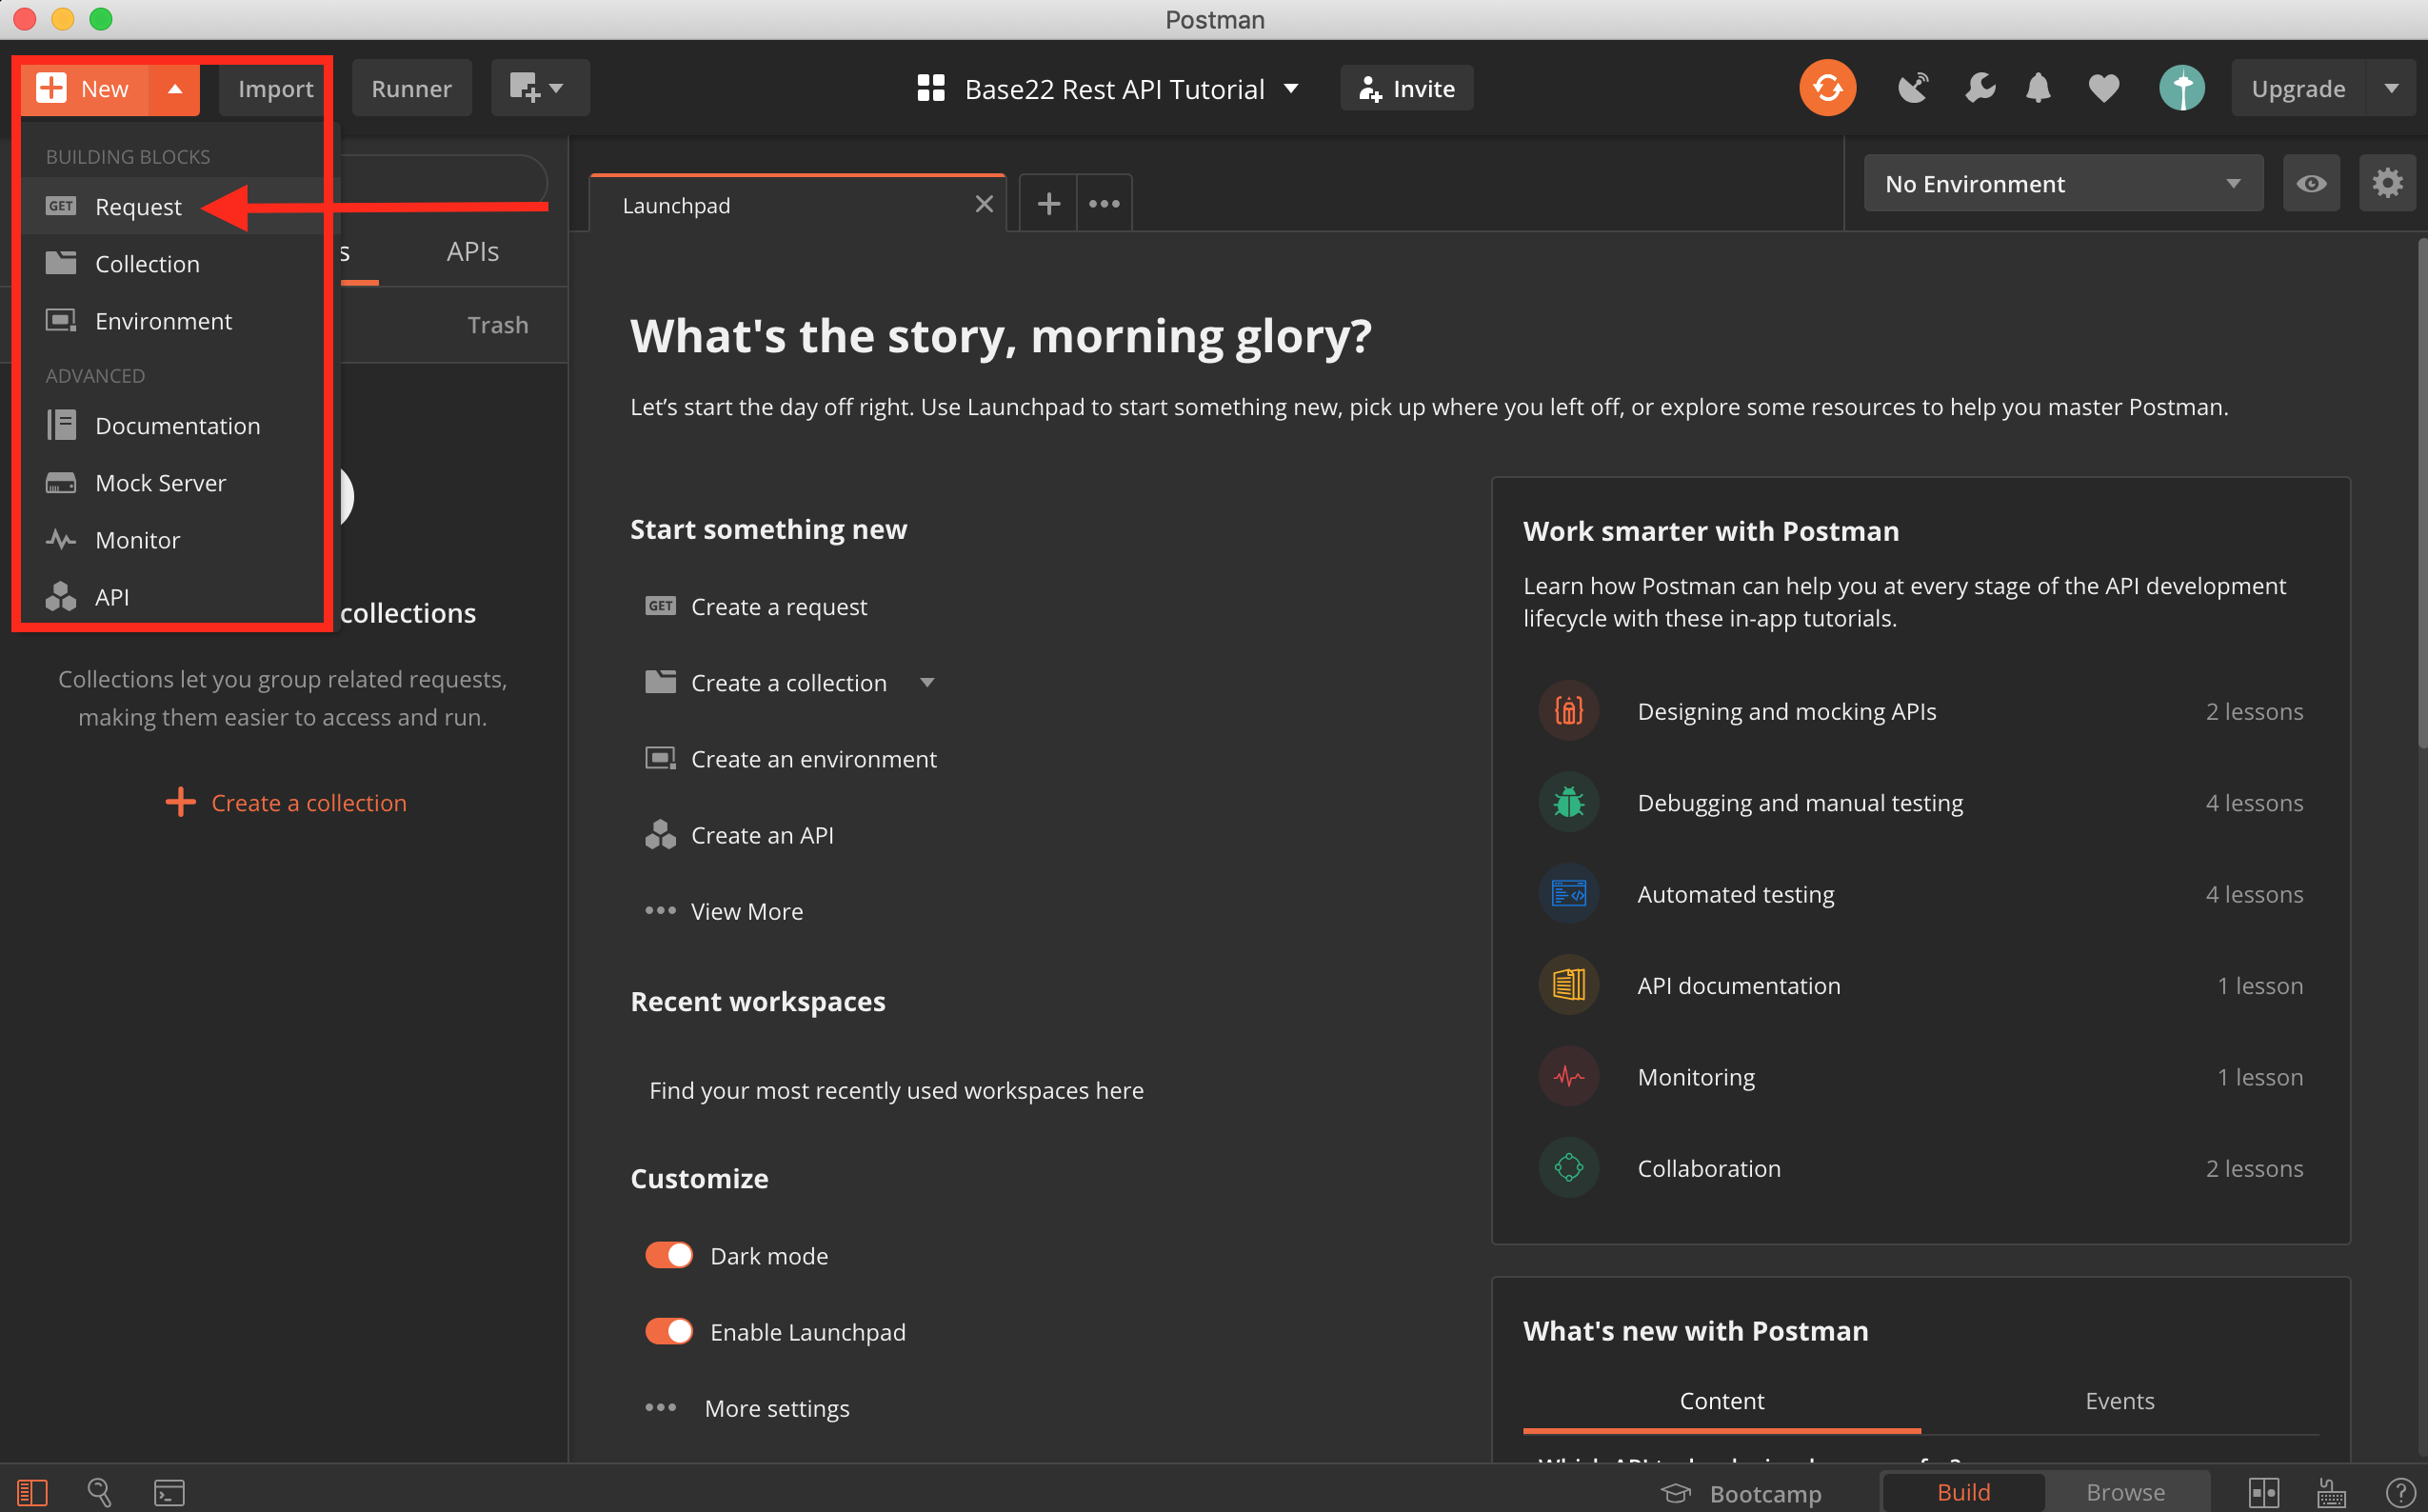 Postman
New
Import
Runner
Base22 Rest API Tutorial
Invite
Upgrade
BUILDING BLOCKS
GET Request
Collection
Environment
ADVANCED
Documentation
Mock Server
Monitor
API
s
APIs
Trash
collections
Collections let you group related requests,
making them easier to access and run.
Create a collection
Launchpad
No Environment
What's the story, morning glory?
Let’s start the day off right. Use Launchpad to start something new, pick up where you left off, or explore some resources to help you master Postman.
Start something new
GET Create a request
Create a collection
Create an environment
Create an API
View More
Recent workspaces
Find your most recently used workspaces here
Customize
Dark mode
Enable Launchpad
More settings
Work smarter with Postman
Learn how Postman can help you at every stage of the API development
lifecycle with these in-app tutorials.
Designing and mocking APIs 2 lessons
Debugging and manual testing 4 lessons
Automated testing 4 lessons
API documentation 1 lesson
Monitoring 1 lesson
Collaboration 2 lessons
What's new with Postman
Content
Events
Bootcamp
Build
Browse